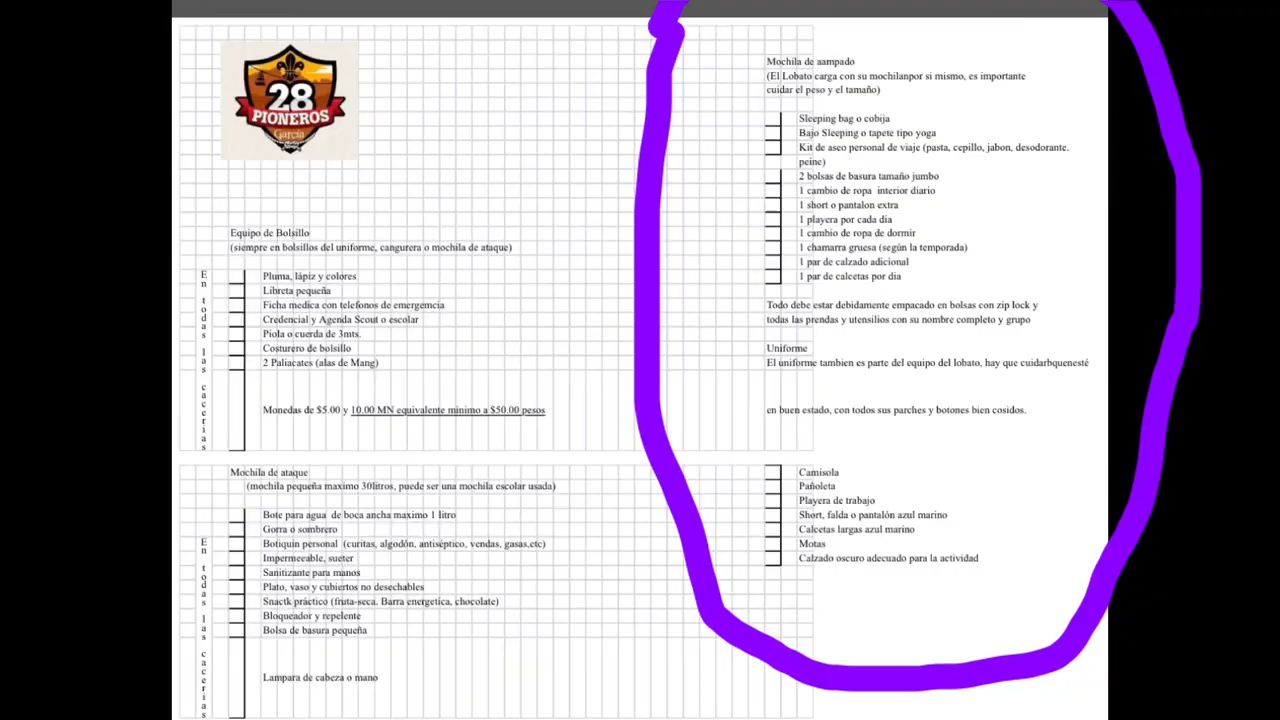 28
PIONEROS
García
Equipo de Bolsillo
(siempre en bolsillos del uniforme, cangurera o mochila de ataque)
En todas las cacerias
Pluma, lápiz y colores
Libreta pequeña
Ficha medica con telefonos de emergemcia
Credencial y Agenda Scout o escolar
Piola o cuerda de 3mts.
Costurero de bolsillo
2 Paliacates (alas de Mang)
Monedas de $5.00 y 10.00 MN equivalente minimo a $50.00 pesos
Mochila de ataque
(mochila pequeña maximo 30litros, puede ser una mochila escolar usada)
En todas las cacerias
Bote para agua de boca ancha maximo 1 litro
Gorra o sombrero
Botiquin personal (curitas, algodón, antiséptico, vendas, gasas,etc)
Impermeable, sueter
Sanitizante para manos
Plato, vaso y cubiertos no desechables
Snactk práctico (fruta-seca. Barra energetica, chocolate)
Bloqueador y repelente
Bolsa de basura pequeña
Lampara de cabeza o mano
Mochila de aampado
(El Lobato carga con su mochilanpor si mismo, es importante
cuidar el peso y el tamaño)
Sleeping bag o cobija
Bajo Sleeping o tapete tipo yoga
Kit de aseo personal de viaje (pasta, cepillo, jabon, desodorante.
peine)
2 bolsas de basura tamaño jumbo
1 cambio de ropa interior diario
1 short o pantalon extra
1 playera por cada dia
1 cambio de ropa de dormir
1 chamarra gruesa (según la temporada)
1 par de calzado adicional
1 par de calcetas por dia
Todo debe estar debidamente empacado en bolsas con zip lock y
todas las prendas y utensilios con su nombre completo y grupo
Uniforme
El uniforme tambien es parte del equipo del lobato, hay que cuidarbquenesté
en buen estado, con todos sus parches y botones bien cosidos.
Camisola
Pañoleta
Playera de trabajo
Short, falda o pantalón azul marino
Calcetas largas azul marino
Motas
Calzado oscuro adecuado para la actividad